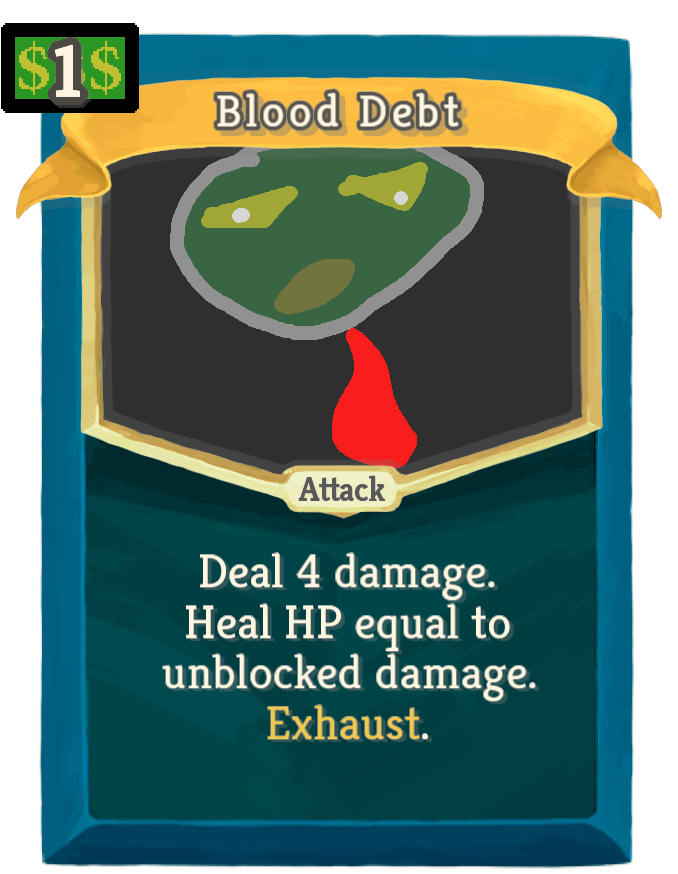 $1$
Blood Debt
Attack
Deal 4 damage.
Heal HP equal to
unblocked damage.
Exhaust.